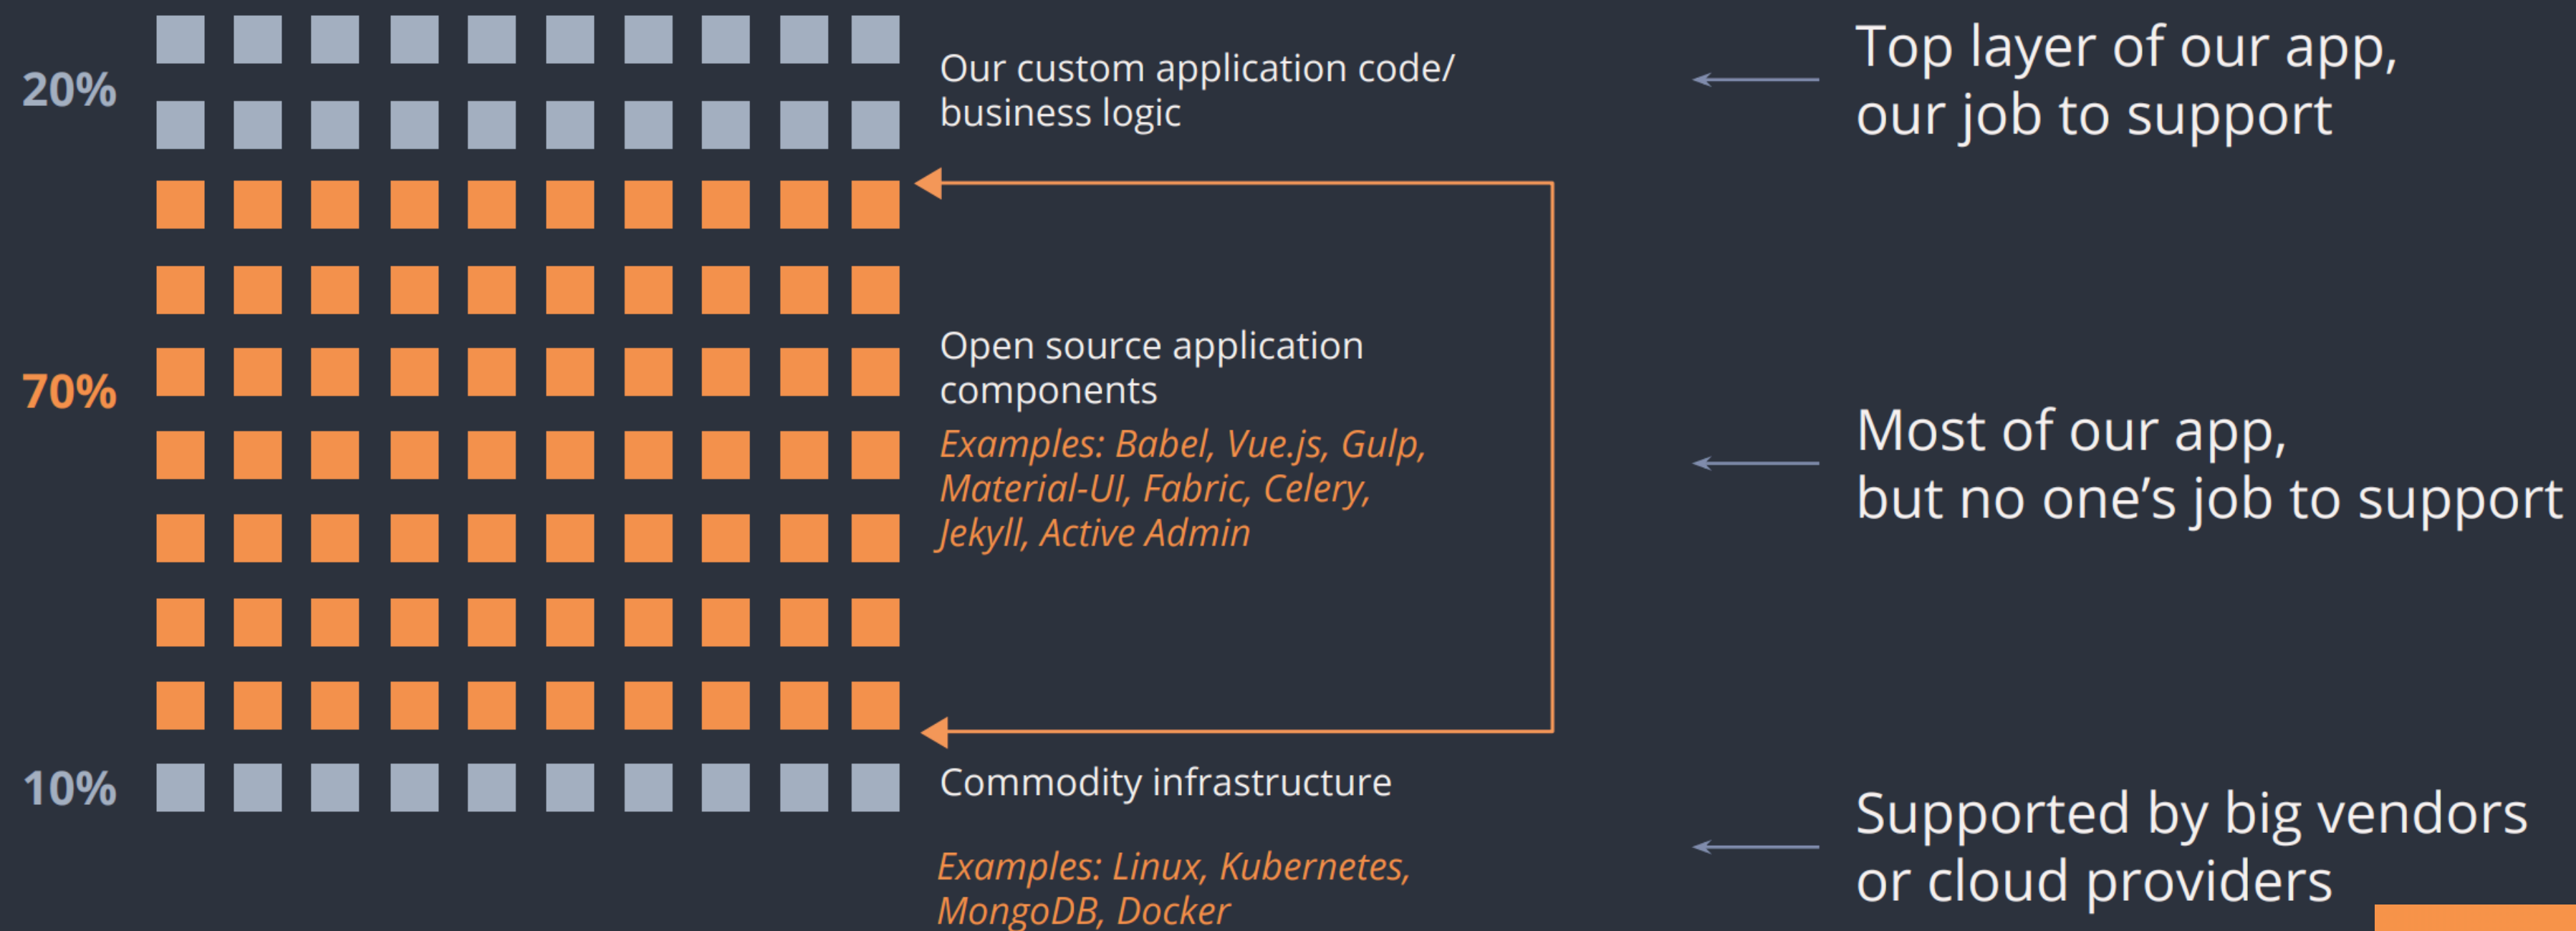 20%
Our custom application code/
business logic
Top layer of our app,
our job to support
70%
Open source application
components
Examples: Babel, Vue.js, Gulp,
Material-UI, Fabric, Celery,
Jekyll, Active Admin
Most of our app,
but no one’s job to support
10%
Commodity infrastructure
Examples: Linux, Kubernetes,
MongoDB, Docker
Supported by big vendors
or cloud providers